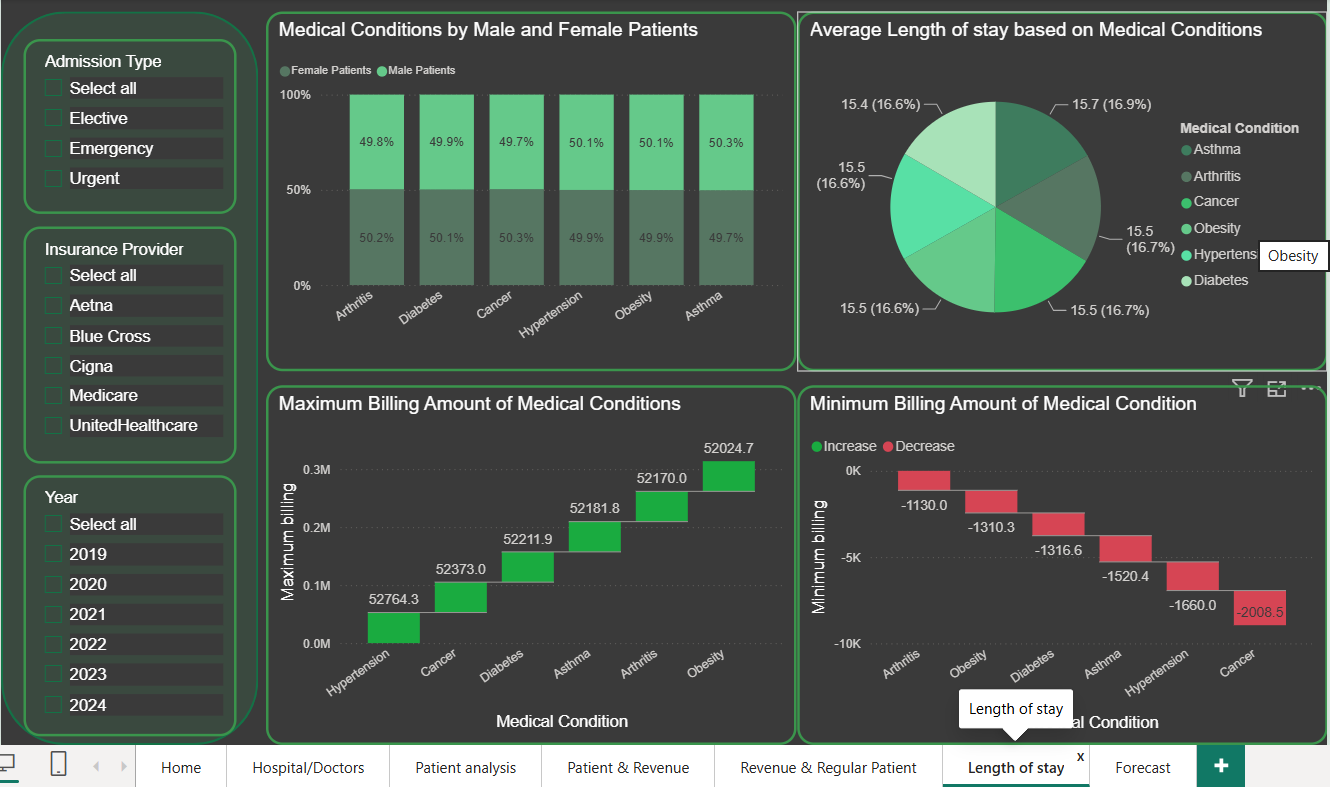 Admission Type
Select all
Elective
Emergency
Urgent
Insurance Provider
Select all
Aetna
Blue Cross
Cigna
Medicare
UnitedHealthcare
Year
Select all
2019
2020
2021
2022
2023
2024
Medical Conditions by Male and Female Patients
Female Patients Male Patients
100%
50%
0%
49.8% 49.9% 49.7% 50.1% 50.1% 50.3%
50.2% 50.1% 50.3% 49.9% 49.9% 49.7%
Arthritis Diabetes Cancer Hypertension Obesity Asthma
Average Length of stay based on Medical Conditions
15.4 (16.6%)
15.7 (16.9%)
15.5
(16.6%)
15.5
(16.7%)
15.5 (16.6%)
15.5 (16.7%)
Medical Condition
Asthma
Arthritis
Cancer
Obesity
Hypertens
Diabetes
Obesity
Maximum Billing Amount of Medical Conditions
Maximum billing
0.3M
0.2M
0.1M
0.0M
52764.3
52373.0
52211.9
52181.8
52170.0
52024.7
Hypertension Cancer Diabetes Asthma Arthritis Obesity
Medical Condition
Minimum Billing Amount of Medical Condition
Increase Decrease
Minimum billing
0K
-5K
-10K
-1130.0
-1310.3
-1316.6
-1520.4
-1660.0
-2008.5
Arthritis Obesity Diabetes Asthma Hypertension Cancer
al Condition
Length of stay
Home Hospital/Doctors Patient analysis Patient & Revenue Revenue & Regular Patient Length of stay x Forecast +